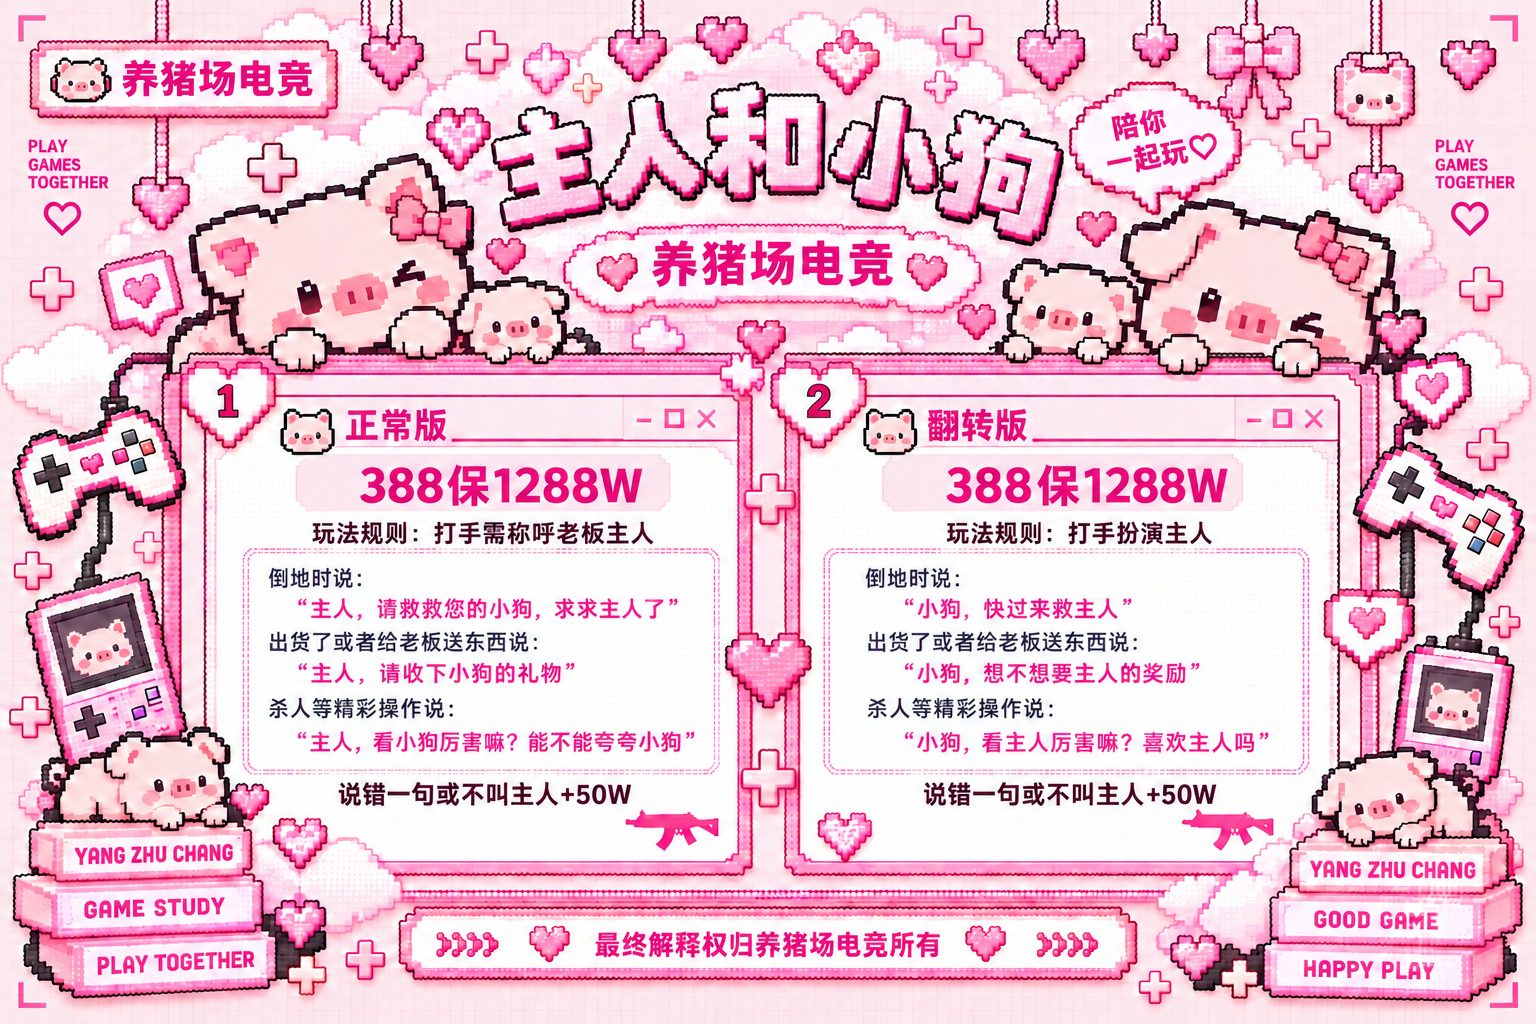 养猪场电竞
PLAY
GAMES
TOGETHER
主人和小狗
养猪场电竞
陪你
一起玩
PLAY
GAMES
TOGETHER
1
正常版
388保1288W
玩法规则：打手需称呼老板主人
倒地时说：
“主人，请救救您的小狗，求求主人了”
出货了或者给老板送东西说：
“主人，请收下小狗的礼物”
杀人等精彩操作说：
“主人，看小狗厉害嘛？能不能夸夸小狗”
说错一句或不叫主人+50W
2
翻转版
388保1288W
玩法规则：打手扮演主人
倒地时说：
“小狗，快过来救主人”
出货了或者给老板送东西说：
“小狗，想不想要主人的奖励”
杀人等精彩操作说：
“小狗，看主人厉害嘛？喜欢主人吗”
说错一句或不叫主人+50W
YANG ZHU CHANG
GAME STUDY
PLAY TOGETHER
YANG ZHU CHANG
GOOD GAME
HAPPY PLAY
最终解释权归养猪场电竞所有